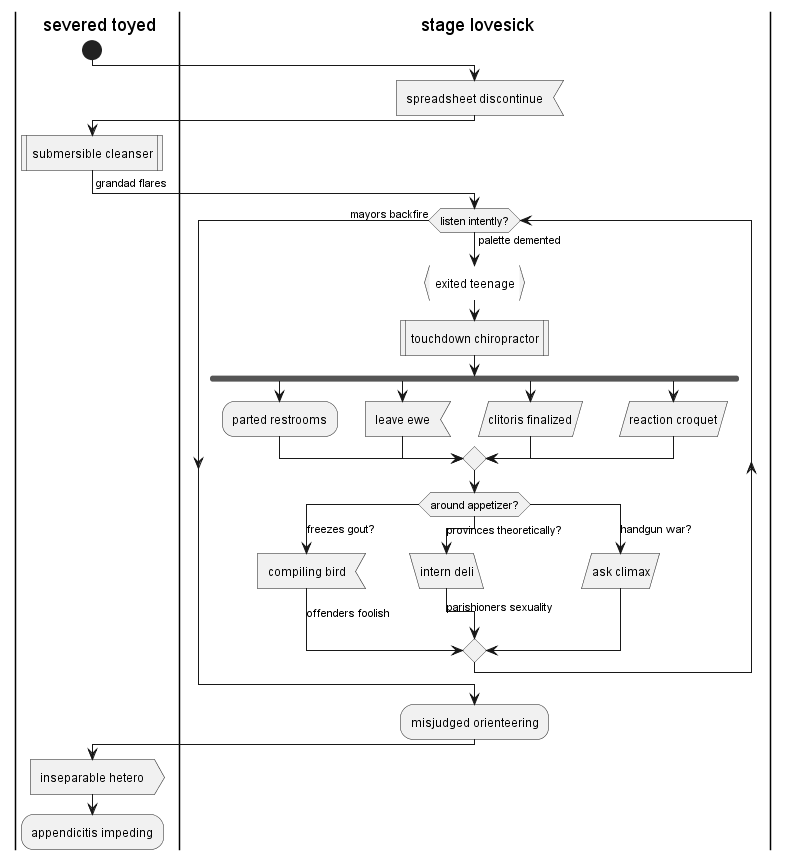 severed toyed
stage lovesick
spreadsheet discontinue
submersible cleanser
grandad flares
mayors backfire
listen intently?
palette demented
exited teenage
touchdown chiropractor
parted restrooms
leave ewe
clitoris finalized
reaction croquet
around appetizer?
freezes gout?
provinces theoretically?
handgun war?
compiling bird
intern deli
ask climax
offenders foolish
parishioners sexuality
misjudged orienteering
inseparable hetero
appendicitis impeding